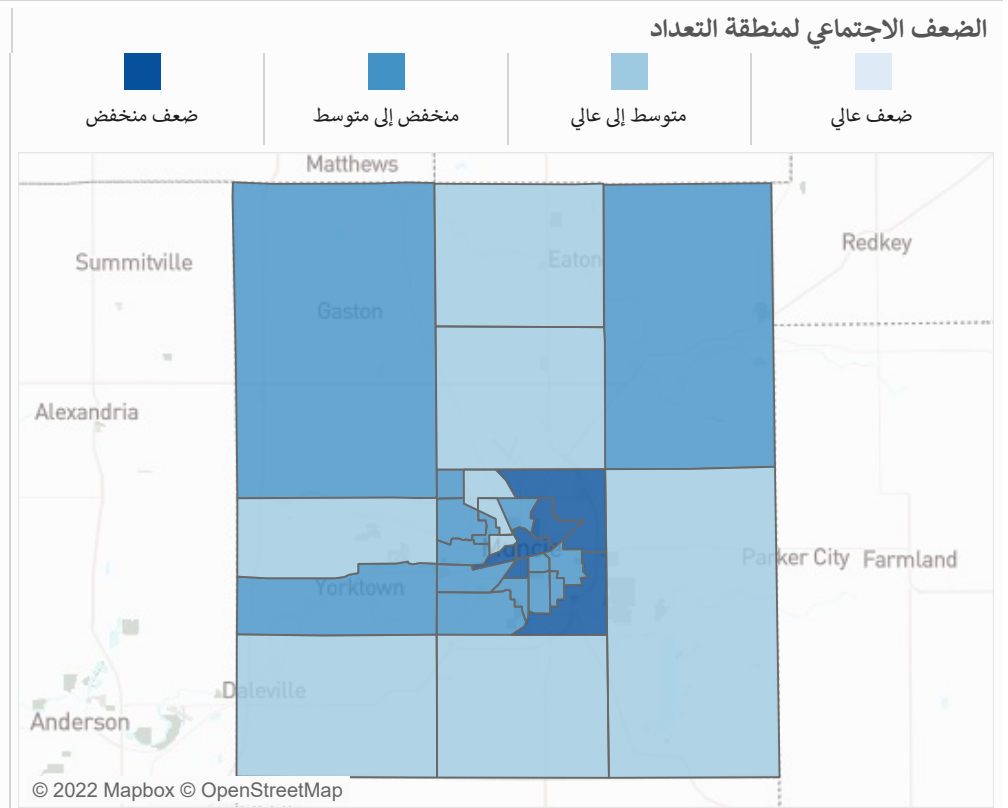 الضعف الاجتماعي لمنطقة التعداد
ضعف عالي
متوسط إلى عالي
منخفض إلى متوسط
ضعف منخفض
Matthews
Redkey
Summitville
Eaton
Gaston
Alexandria
Muncie
Parker City
Farmland
Yorktown
Daleville
Anderson
© 2022 Mapbox © OpenStreetMap